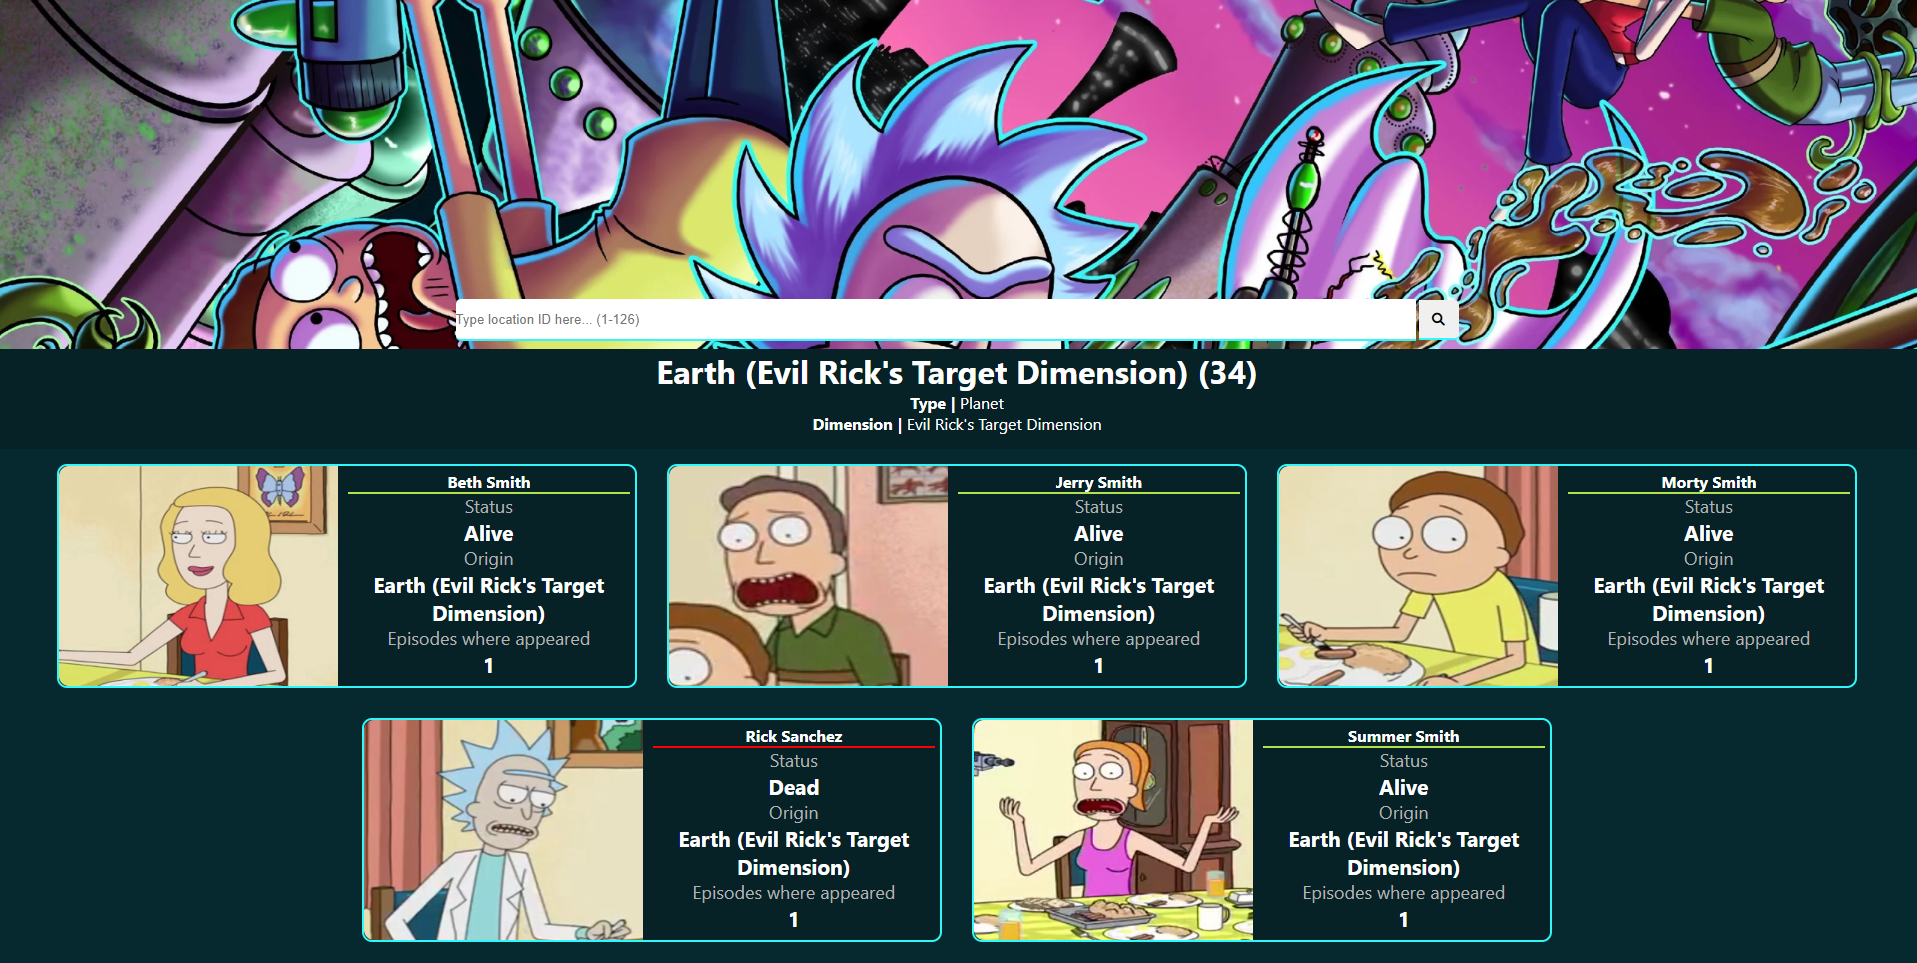 Type location ID here... (1-126)
Earth (Evil Rick's Target Dimension) (34)
Type | Planet
Dimension | Evil Rick's Target Dimension
Beth Smith
Status
Alive
Origin
Earth (Evil Rick's Target
Dimension)
Episodes where appeared
1
Jerry Smith
Status
Alive
Origin
Earth (Evil Rick's Target
Dimension)
Episodes where appeared
1
Morty Smith
Status
Alive
Origin
Earth (Evil Rick's Target
Dimension)
Episodes where appeared
1
Rick Sanchez
Status
Dead
Origin
Earth (Evil Rick's Target
Dimension)
Episodes where appeared
1
Summer Smith
Status
Alive
Origin
Earth (Evil Rick's Target
Dimension)
Episodes where appeared
1